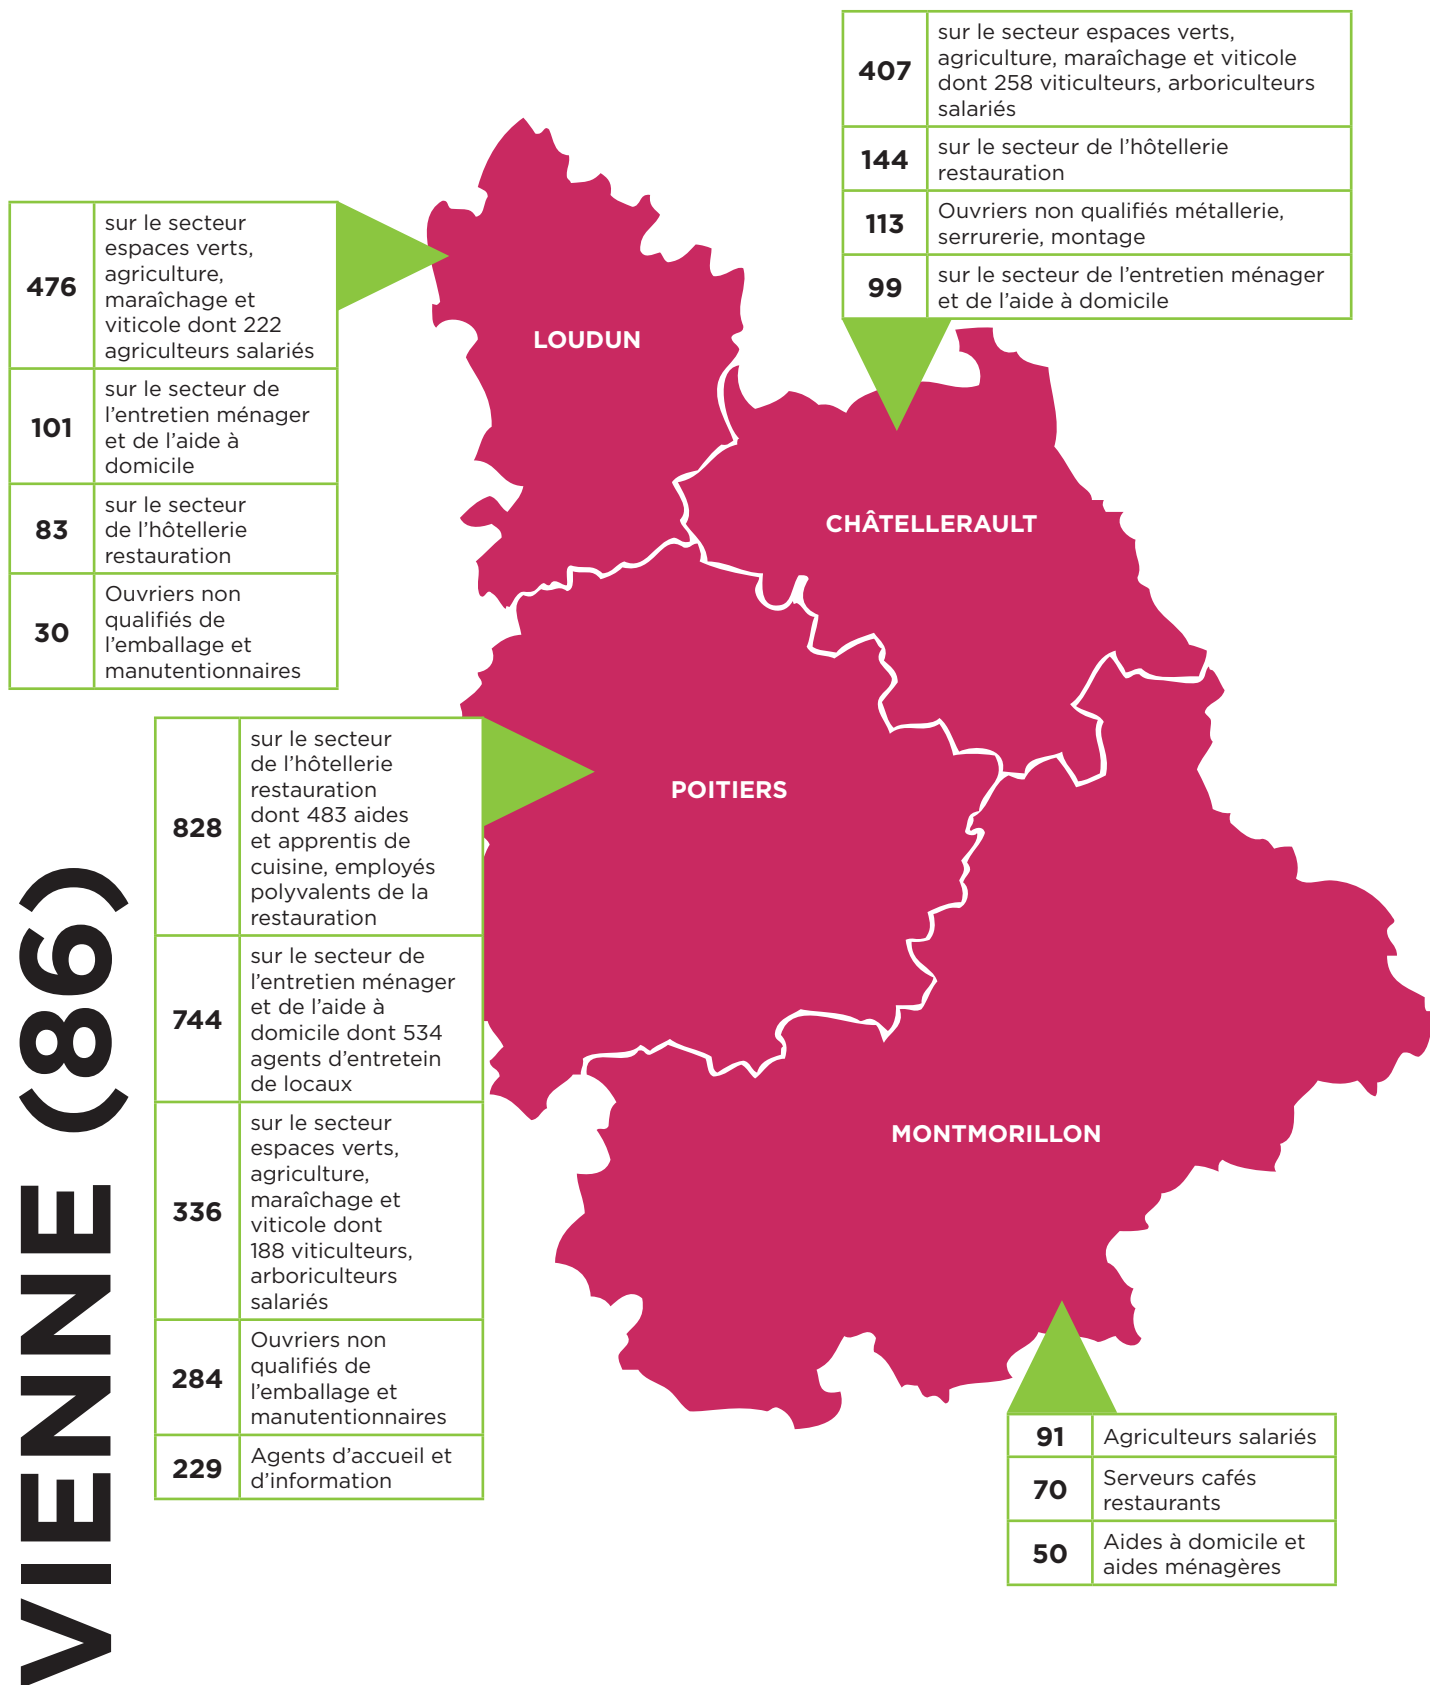 407
sur le secteur espaces verts,
agriculture, maraîchage et viticole
dont 258 viticulteurs, arboriculteurs
salariés
144
sur le secteur de l’hôtellerie
restauration
113
Ouvriers non qualifiés métallerie,
serrurerie, montage
99
sur le secteur de l’entretien ménager
et de l’aide à domicile
476
sur le secteur
espaces verts,
agriculture,
maraîchage et
viticole dont 222
agriculteurs salariés
101
sur le secteur de
l’entretien ménager
et de l’aide à
domicile
83
sur le secteur
de l’hôtellerie
restauration
30
Ouvriers non
qualifiés de
l’emballage et
manutentionnaires
LOUDUN
CHÂTELLERAULT
POITIERS
MONTMORILLON
828
sur le secteur
de l’hôtellerie
restauration
dont 483 aides
et apprentis de
cuisine, employés
polyvalents de la
restauration
744
sur le secteur de
l’entretien ménager
et de l’aide à
domicile dont 534
agents d’entretein
de locaux
336
sur le secteur
espaces verts,
agriculture,
maraîchage et
viticole dont
188 viticulteurs,
arboriculteurs
salariés
284
Ouvriers non
qualifiés de
l’emballage et
manutentionnaires
229
Agents d’accueil et
d’information
91
Agriculteurs salariés
70
Serveurs cafés
restaurants
50
Aides à domicile et
aides ménagères
VIENNE (86)